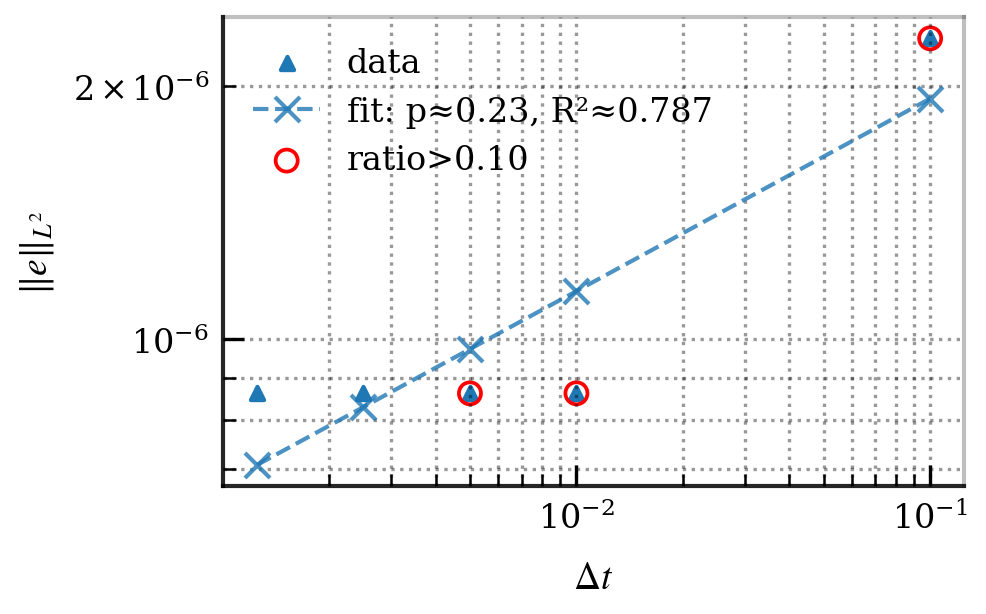 data
fit: p≈0.23, R²≈0.787
ratio>0.10
2 × 10⁻⁶
10⁻⁶
||e||_{L²}
10⁻²
10⁻¹
Δt